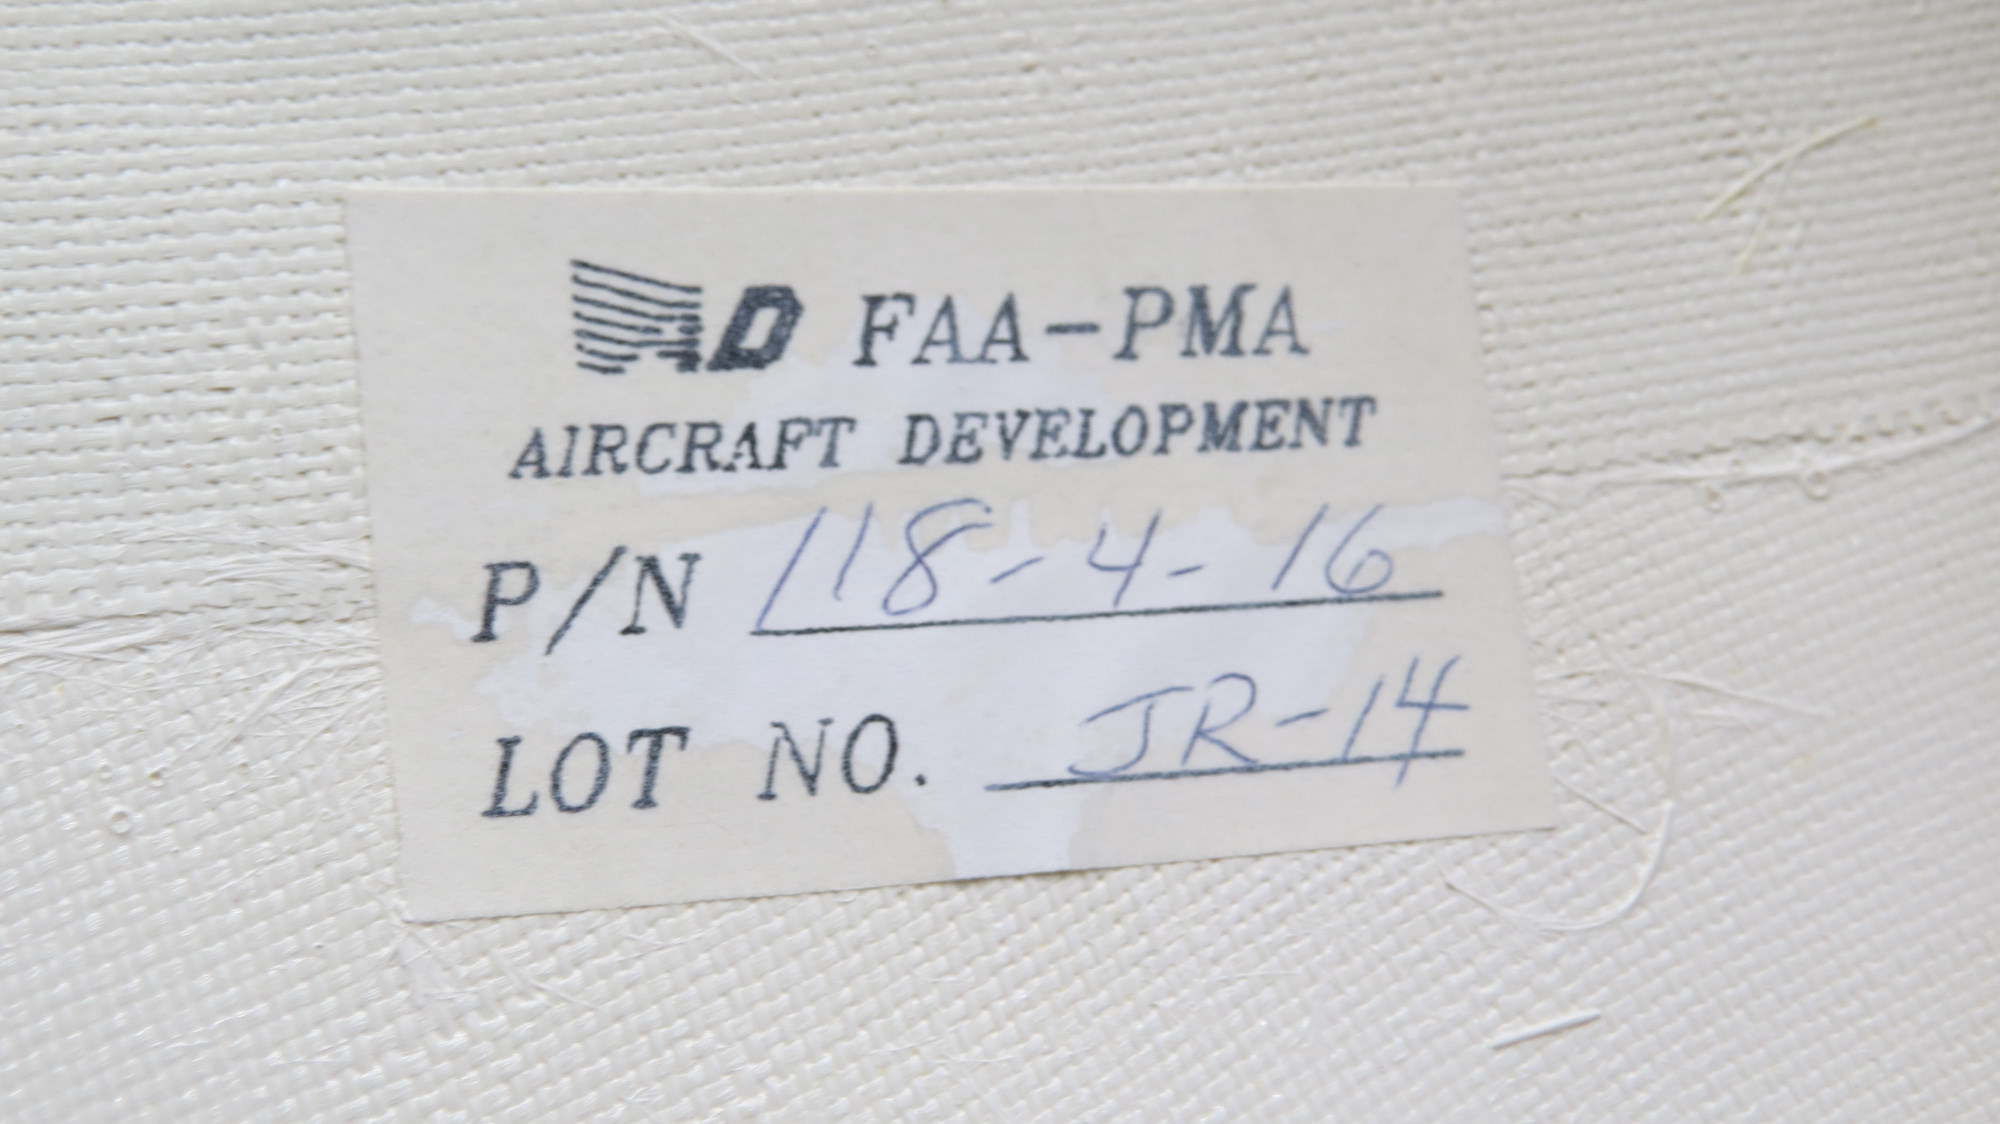 AD FAA-PMA
AIRCRAFT DEVELOPMENT
P/N 118-4-16
LOT NO. JR-14